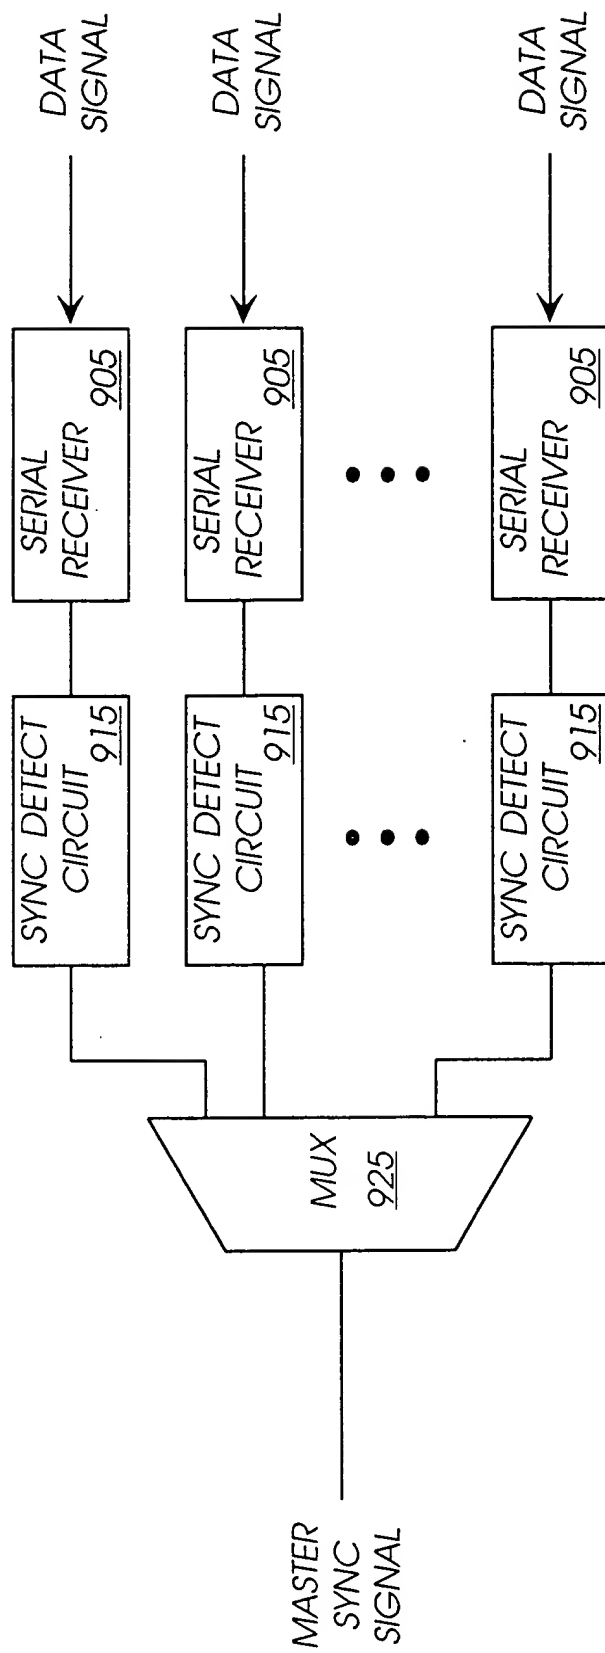 DATA
SIGNAL
SERIAL
RECEIVER
905
SYNC DETECT
CIRCUIT
915
DATA
SIGNAL
SERIAL
RECEIVER
905
SYNC DETECT
CIRCUIT
915
DATA
SIGNAL
SERIAL
RECEIVER
905
SYNC DETECT
CIRCUIT
915
MUX
925
MASTER
SYNC
SIGNAL